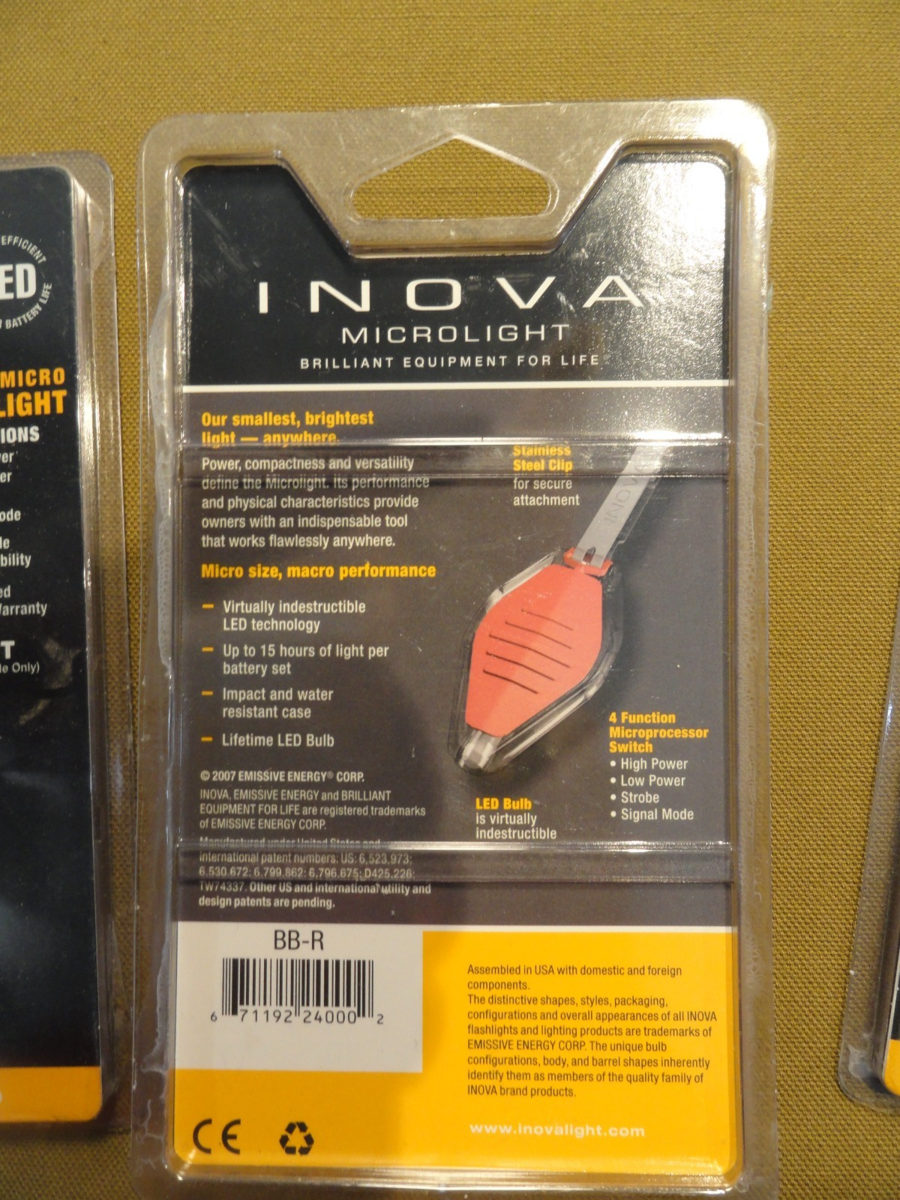 EFFICIENT
ED
BATTERY LIFE
MICRO
LIGHT
IONS
ver
er
ode
le
bility
ed
Warranty
T
le Only)
INOVA
MICROLIGHT
BRILLIANT EQUIPMENT FOR LIFE
Our smallest, brightest
light — anywhere.
Power, compactness and versatility
define the Microlight. Its performance
and physical characteristics provide
owners with an indispensable tool
that works flawlessly anywhere.
Micro size, macro performance
– Virtually indestructible
LED technology
– Up to 15 hours of light per
battery set
– Impact and water
resistant case
– Lifetime LED Bulb
© 2007 EMISSIVE ENERGY® CORP.
INOVA, EMISSIVE ENERGY and BRILLIANT
EQUIPMENT FOR LIFE are registered trademarks
of EMISSIVE ENERGY CORP.
Manufactured under United States and
international patent numbers: US: 6,523,973;
6,530,672; 6,799,862; 6,796,675; D425,226;
TW74337. Other US and international utility and
design patents are pending.
Stainless
Steel Clip
for secure
attachment
INOVA
4 Function
Microprocessor
Switch
• High Power
• Low Power
• Strobe
• Signal Mode
LED Bulb
is virtually
indestructible
BB-R
6 71192 24000 2
Assembled in USA with domestic and foreign
components.
The distinctive shapes, styles, packaging,
configurations and overall appearances of all INOVA
flashlights and lighting products are trademarks of
EMISSIVE ENERGY CORP. The unique bulb
configurations, body, and barrel shapes inherently
identify them as members of the quality family of
INOVA brand products.
www.inovalight.com
CE